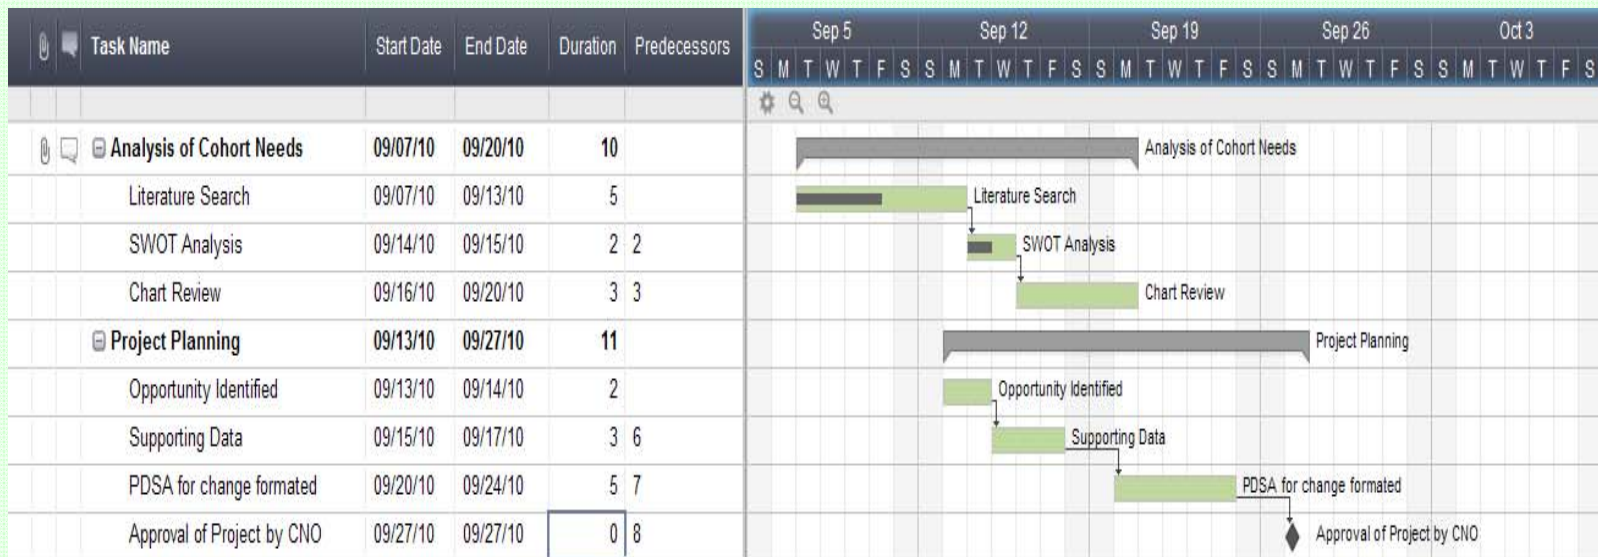 Task Name Start Date End Date Duration Predecessors Sep 5 Sep 12 Sep 19 Sep 26 Oct 3
S M T W T F S S M T W T F S S M T W T F S S M T W T F S S M T W T F S
Analysis of Cohort Needs 09/07/10 09/20/10 10 Analysis of Cohort Needs
Literature Search 09/07/10 09/13/10 5 Literature Search
SWOT Analysis 09/14/10 09/15/10 2 2 SWOT Analysis
Chart Review 09/16/10 09/20/10 3 3 Chart Review
Project Planning 09/13/10 09/27/10 11 Project Planning
Opportunity Identified 09/13/10 09/14/10 2 Opportunity Identified
Supporting Data 09/15/10 09/17/10 3 6 Supporting Data
PDSA for change formated 09/20/10 09/24/10 5 7 PDSA for change formated
Approval of Project by CNO 09/27/10 09/27/10 0 8 Approval of Project by CNO